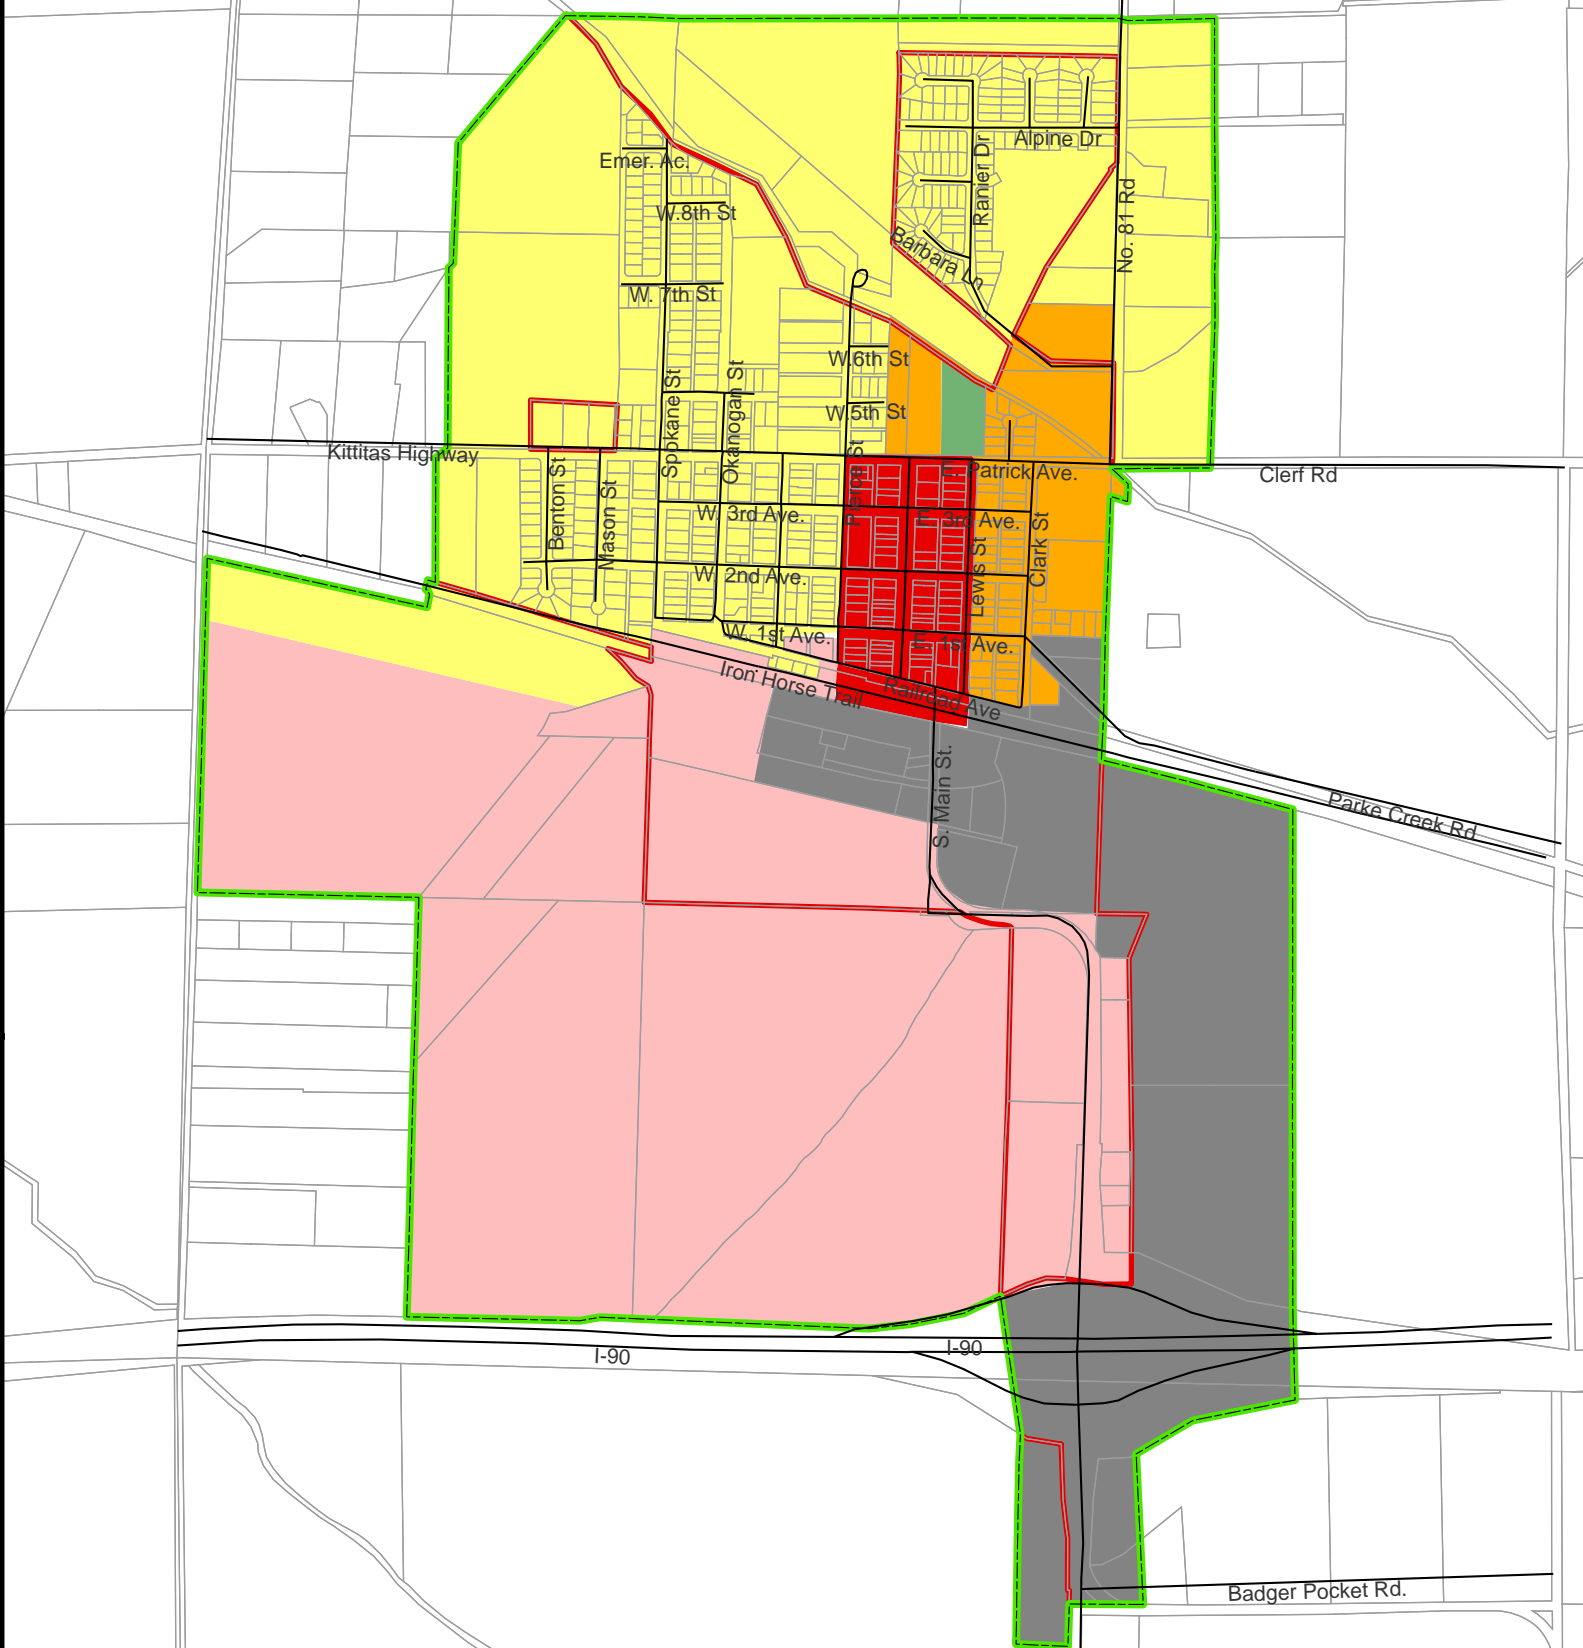 Alpine Dr
Emer. Ac.
Ranier Dr
No. 81 Rd
W.8th St
Barbara Ln
W. 7th St
W.6th St
W.5th St
Spokane St
Okanogan St
Kittitas Highway
Pierce St
E. Patrick Ave.
Clerf Rd
Benton St
Mason St
W. 3rd Ave.
E. 3rd Ave.
Lewis St
Clark St
W. 2nd Ave.
W. 1st Ave.
E. 1st Ave.
Iron Horse Trail
Railroad Ave
S. Main St.
Parke Creek Rd
I-90
I-90
Badger Pocket Rd.